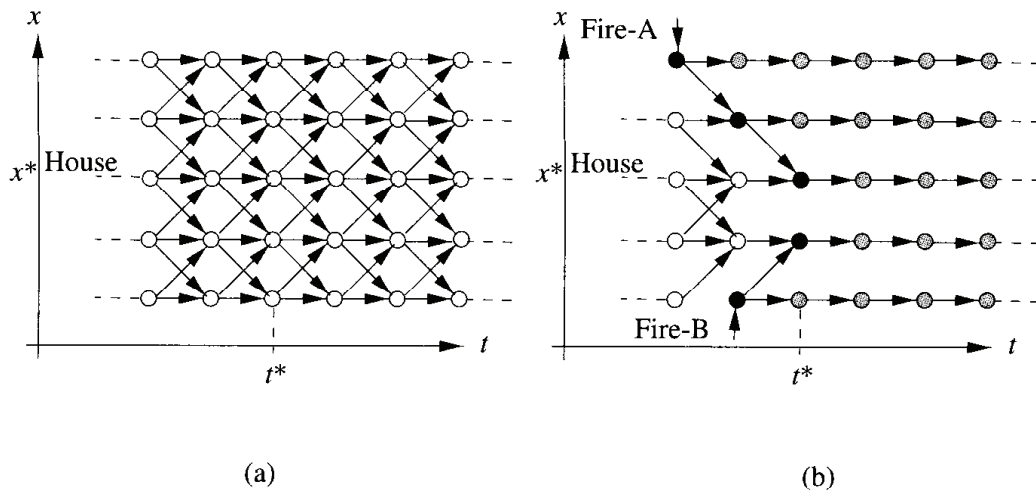 x
x* House
t*
t
(a)
x
Fire-A
x* House
Fire-B
t*
t
(b)